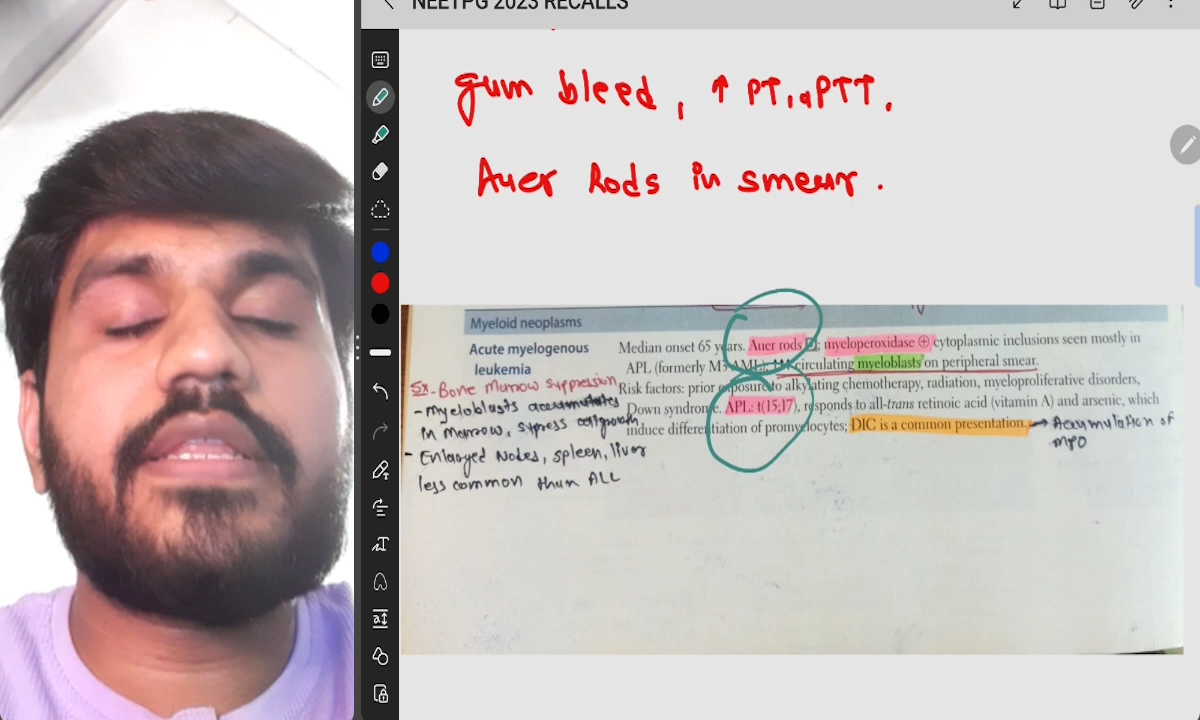 NEETPG 2023 RECALLS
gum bleed, ↑ PT, aPTT.
Auer Rods in smear.
Myeloid neoplasms
Acute myelogenous leukemia
Median onset 65 years. Auer rods; myeloperoxidase ⊕ cytoplasmic inclusions seen mostly in
APL (formerly M3 AML); circulating myeloblasts on peripheral smear.
Risk factors: prior exposure to alkylating chemotherapy, radiation, myeloproliferative disorders,
Down syndrome. APL: t(15;17), responds to all-trans retinoic acid (vitamin A) and arsenic, which
induce differentiation of promyelocytes; DIC is a common presentation.
→ Accumulation of
MPO
Sx - Bone Marrow Suppression
- Myeloblasts accumulates
in marrow, supress cell growth
- Enlarged Nodes, spleen, liver
less common than ALL